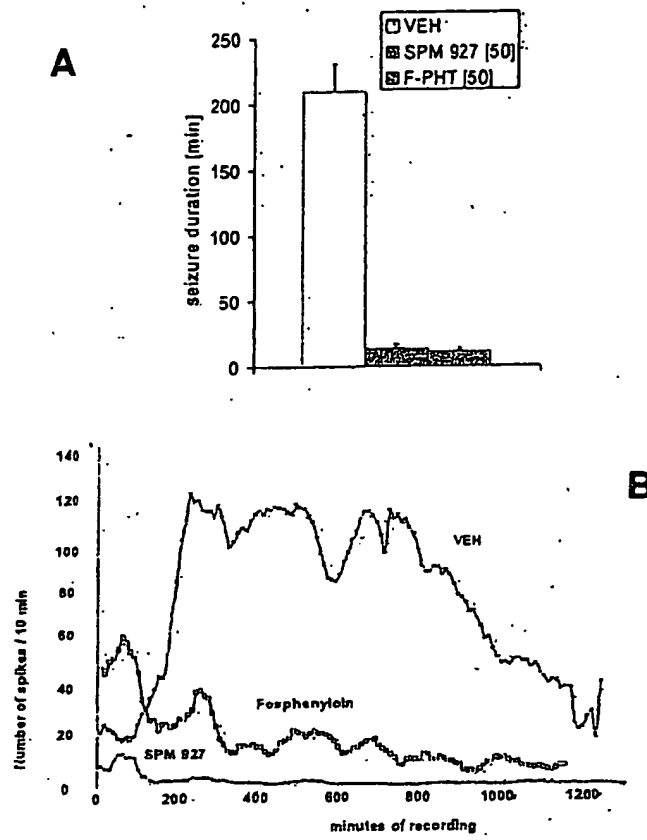 A
VEH
SPM 927 [50]
F-PHT [50]
seizure duration [min]
250
200
150
100
50
0
B
Number of spikes / 10 min
140
120
100
80
60
40
20
0
VEH
Fosphenyloin
SPM 927
0 200 400 600 800 1000 1200
minutes of recording